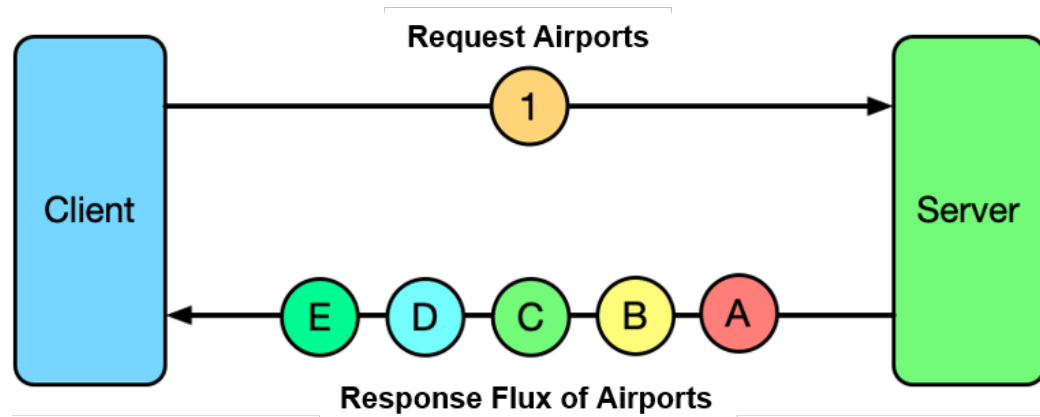 Request Airports
1
Client
Server
E D C B A
Response Flux of Airports